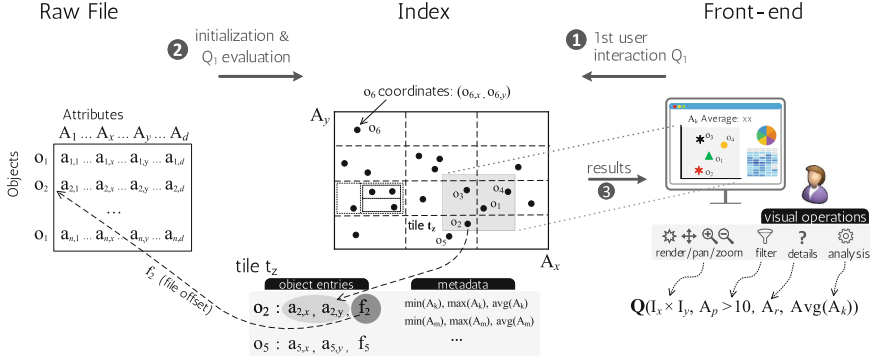 Raw File
Index
Front-end
2
initialization &
Q1 evaluation
1
1st user
interaction Q1
o6 coordinates: (o6,x , o6,y)
Ay
o6
Attributes
A1 ... Ax ... Ay ... Ad
Objects
o1 a1,1 ... a1,x ... a1,y ... a1,d
o2 a2,1 ... a2,x ... a2,y ... a2,d
...
o1 an,1 ... an,x ... an,y ... an,d
f2 (file offset)
o3
o4
o1
o2
tile tz
o5
Ax
results
3
Ak Average: xx
o3
o4
o1
o2
visual operations
render/pan/zoom
filter
?
details
analysis
Q(Ix × Iy, Ap >10, Ar, Avg(Ak))
tile tz
object entries
metadata
o2 : a2,x , a2,y, f2
o5 : a5,x , a5,y, f5
min(Ak), max(Ak), avg(Ak)
min(Am), max(Am), avg(Am)
...